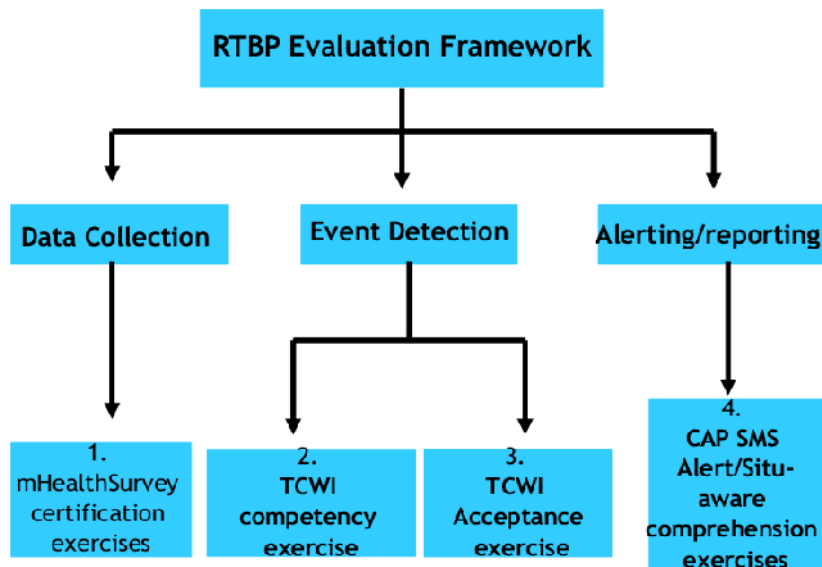 RTBP Evaluation Framework
Data Collection
Event Detection
Alerting/reporting
1.
mHealthSurvey
certification
exercises
2.
TCWI
competency
exercise
3.
TCWI
Acceptance
exercise
4.
CAP SMS
Alert/Situ-
aware
comprehension
exercises